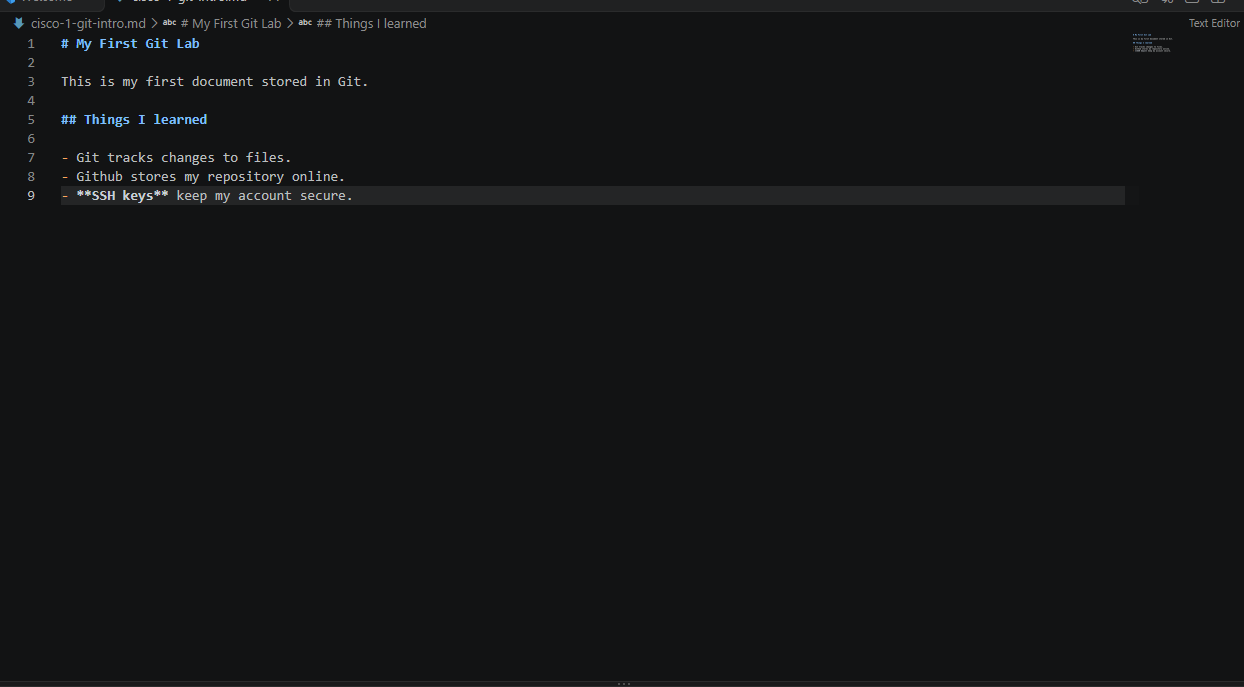 cisco-1-git-intro.md > # My First Git Lab > ## Things I learned
Text Editor
1 # My First Git Lab
2
3 This is my first document stored in Git.
4
5 ## Things I learned
6
7 - Git tracks changes to files.
8 - Github stores my repository online.
9 - **SSH keys** keep my account secure.